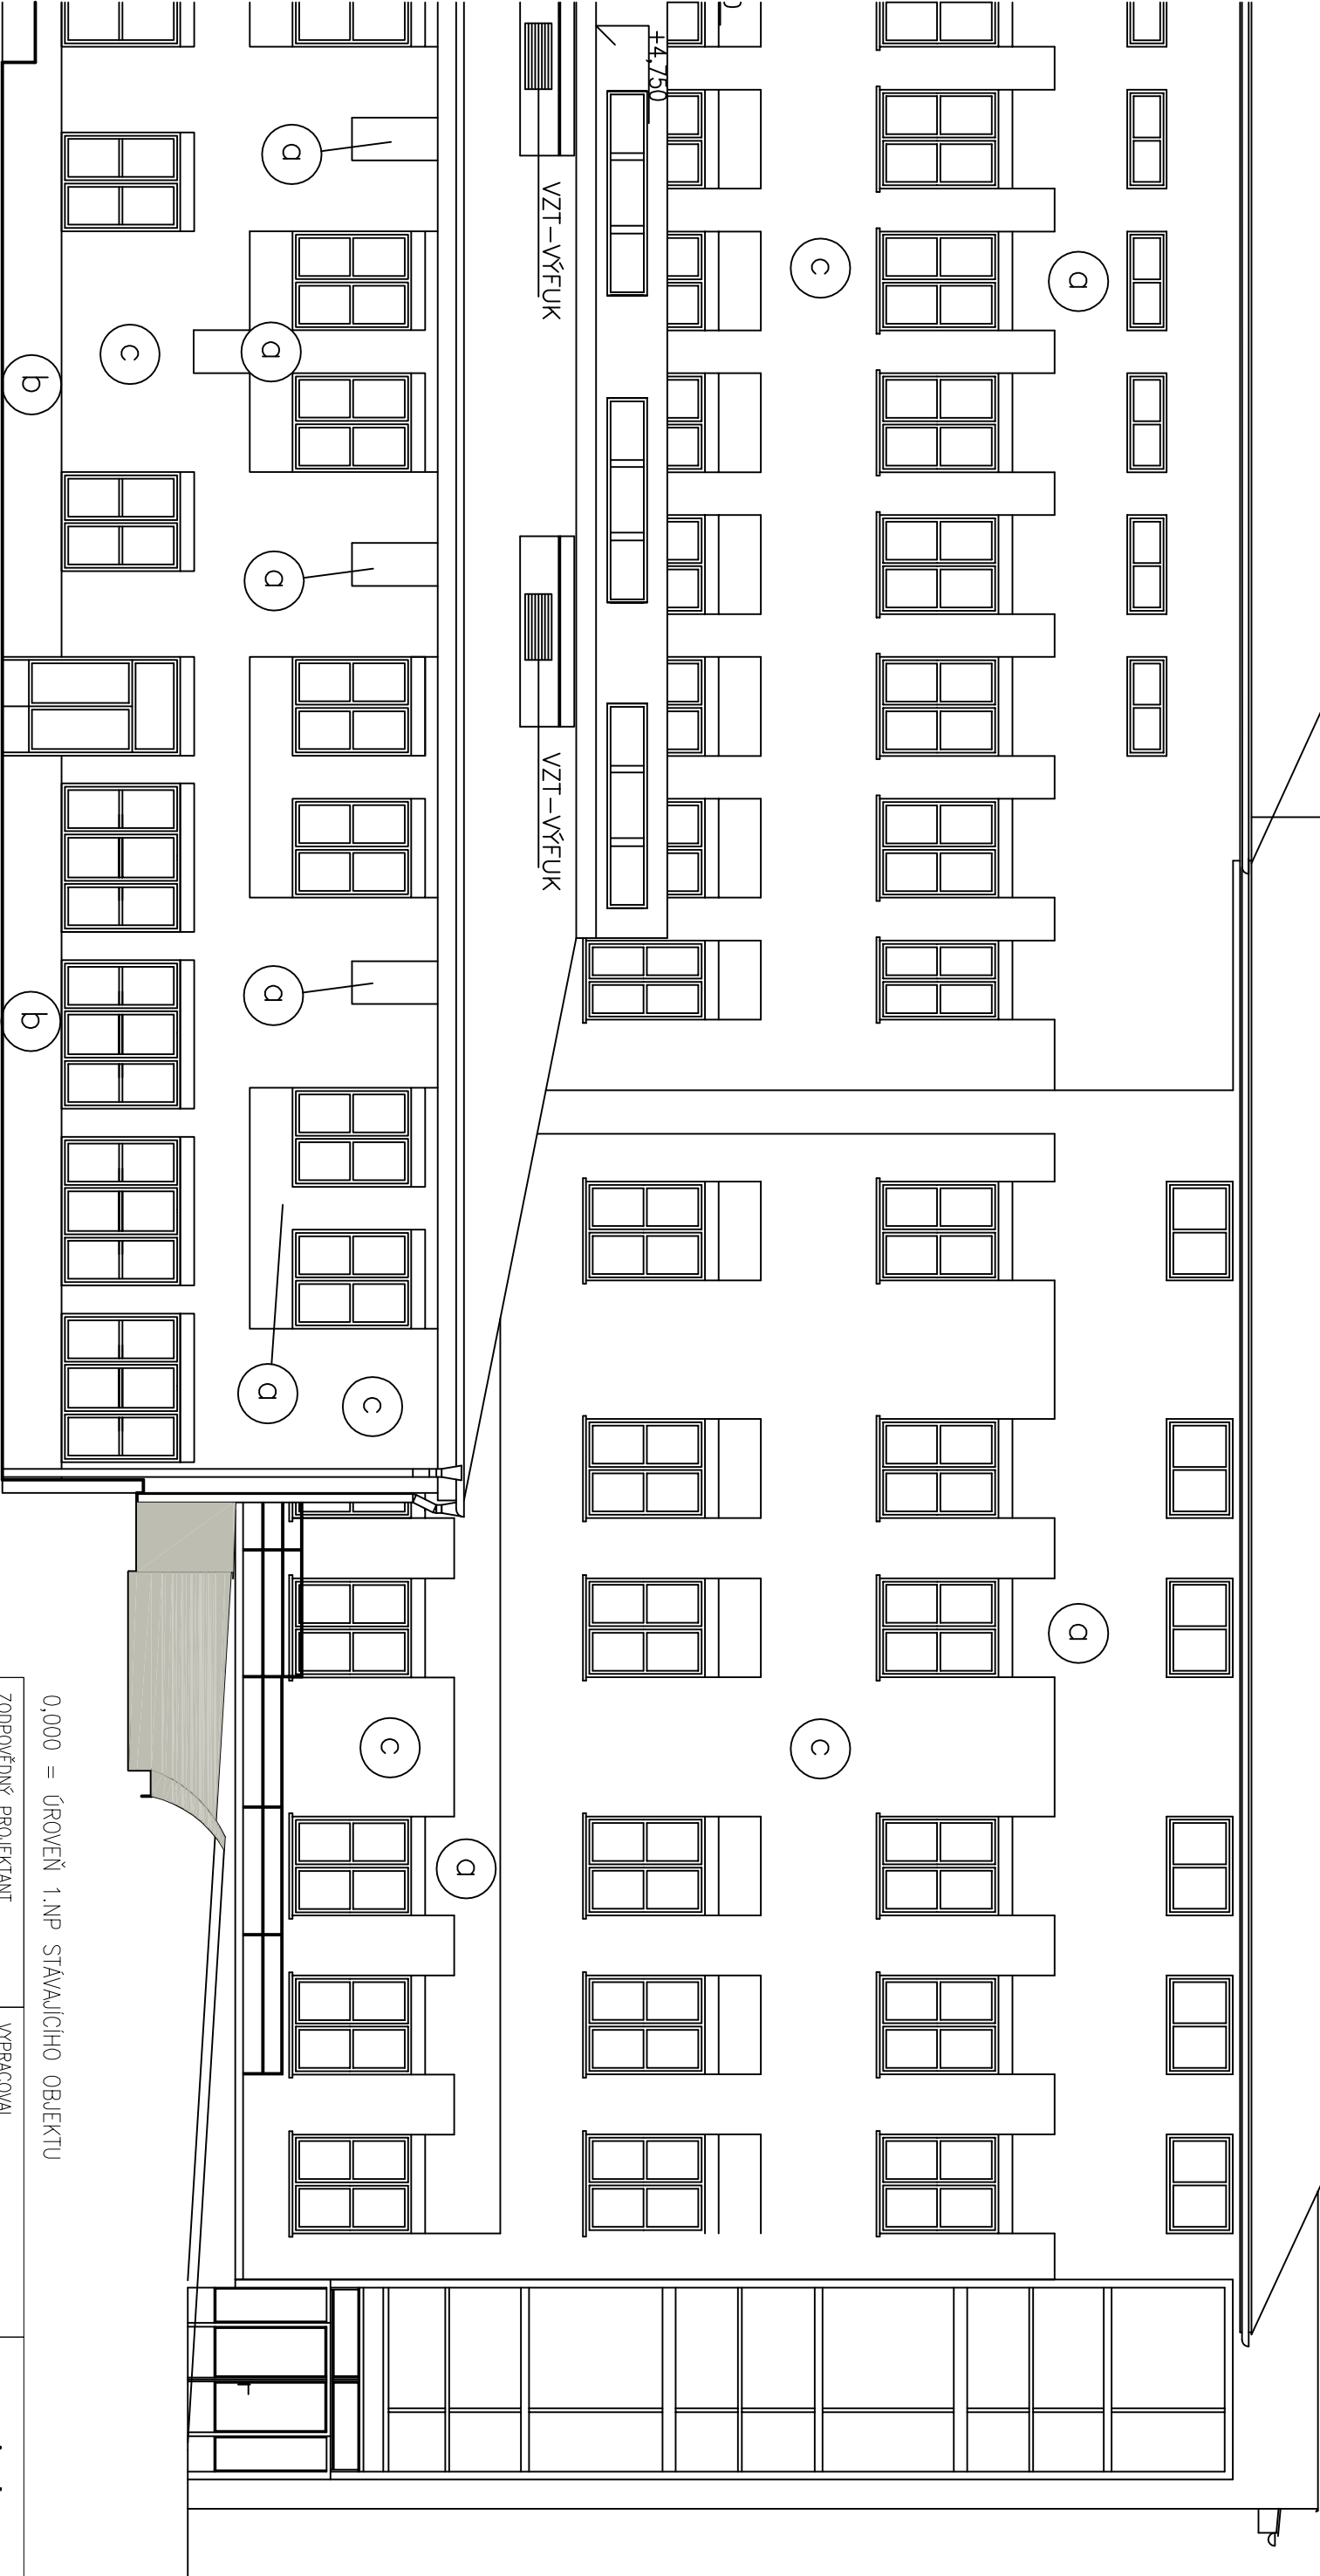 a
a
c
c
a
+4,750
VZT–VÝFUK
VZT–VÝFUK
a
a
a
a
a
c
c
c
a
b
b
0,000 = ÚROVEŇ 1.NP STÁVAJÍCÍHO OBJEKTU
ZODPOVĚDNÝ PROJEKTANT
VYPRACOVAL